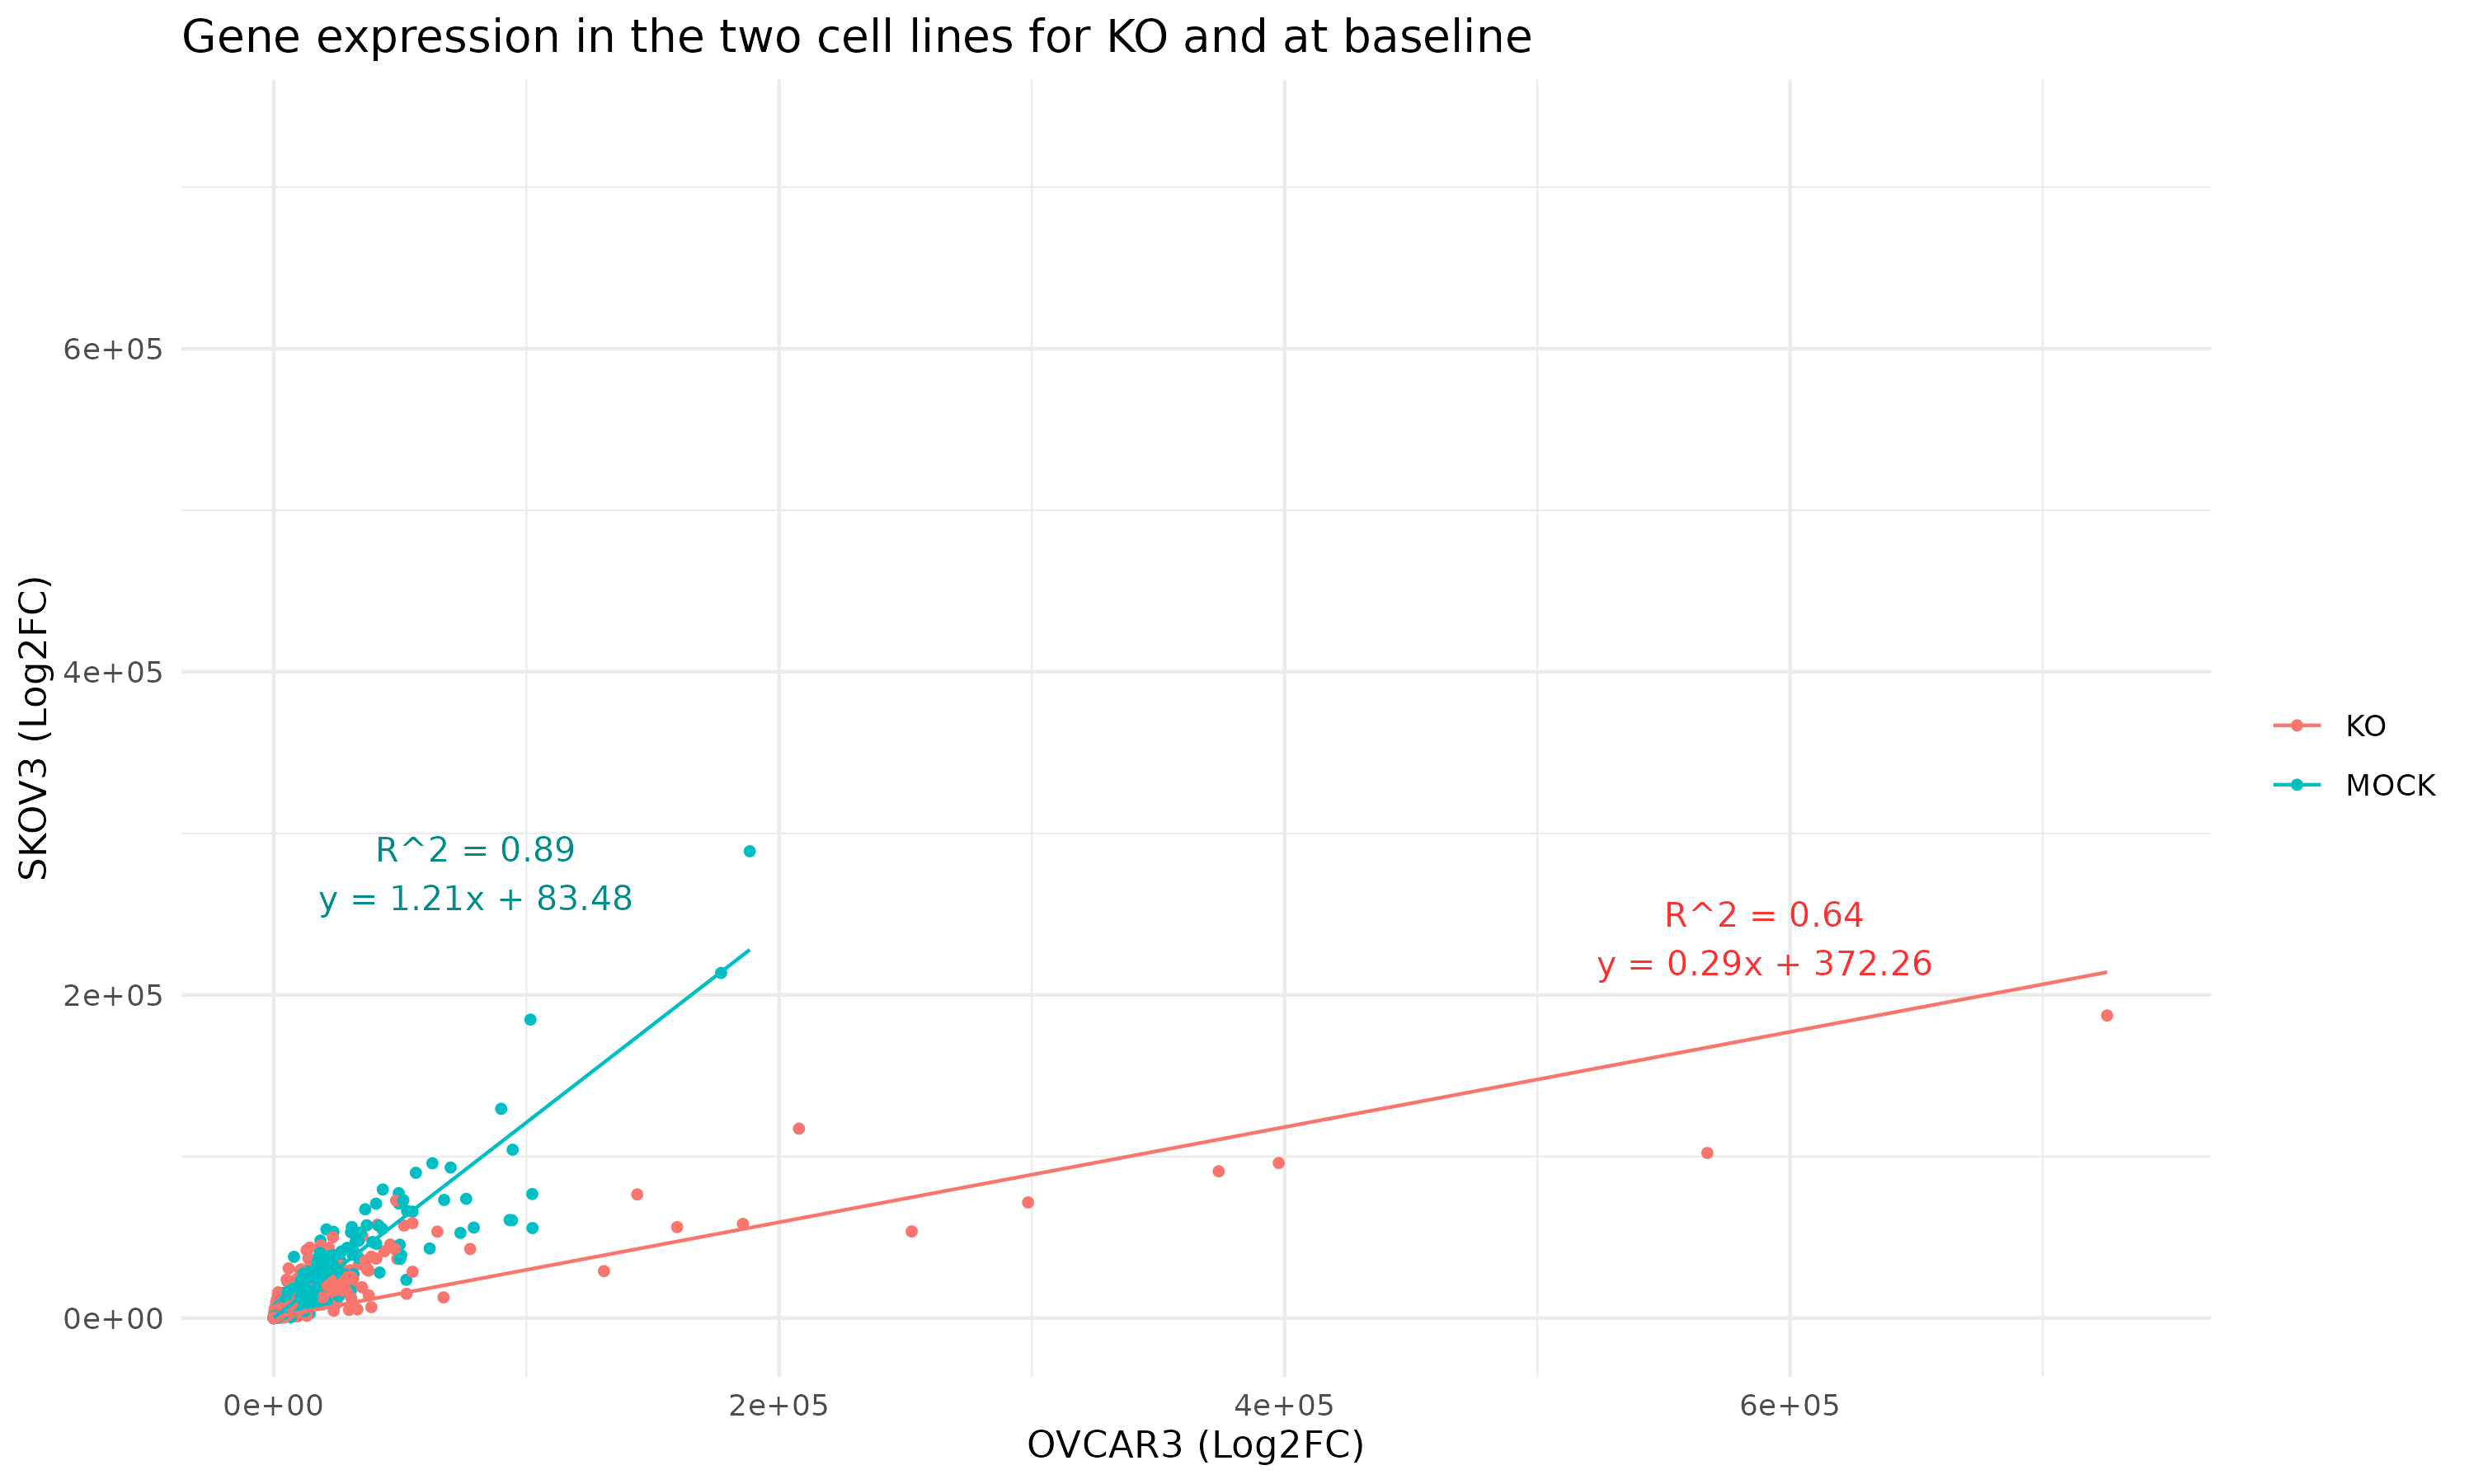 Gene expression in the two cell lines for KO and at baseline
SKOV3 (Log2FC)
6e+05
4e+05
2e+05
0e+00
R^2 = 0.89
y = 1.21x + 83.48
R^2 = 0.64
y = 0.29x + 372.26
KO
MOCK
0e+00
2e+05
4e+05
6e+05
OVCAR3 (Log2FC)